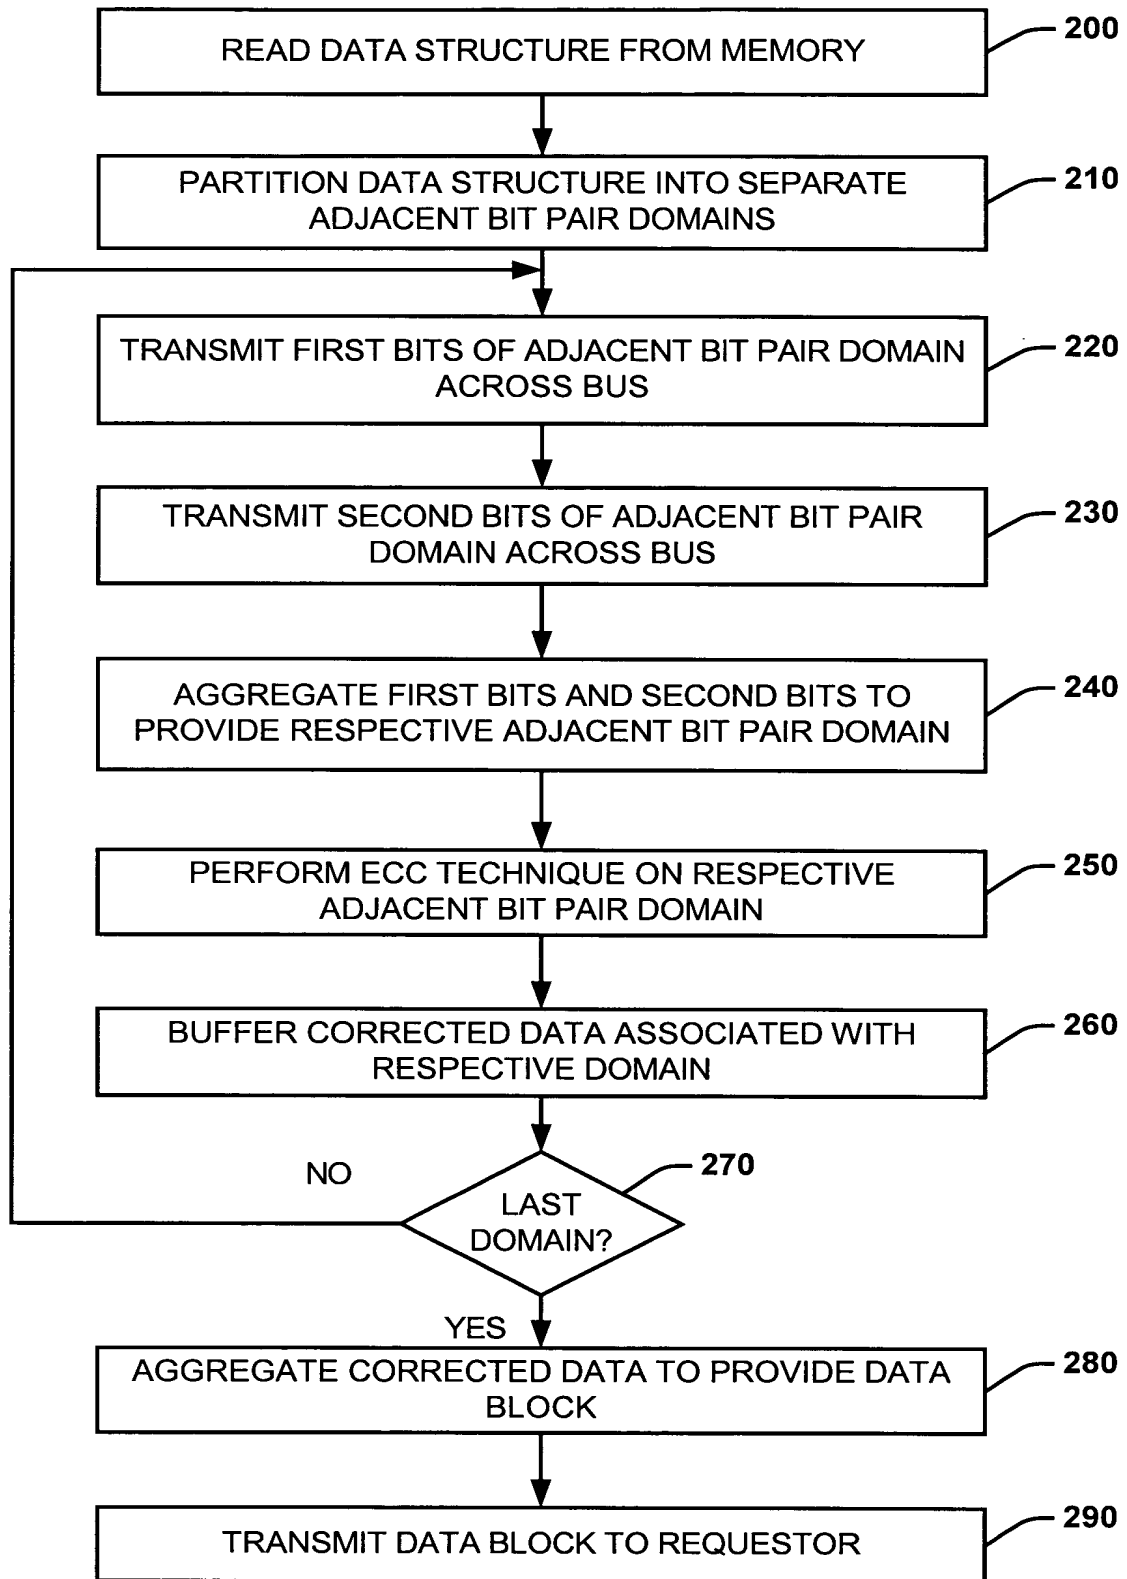 READ DATA STRUCTURE FROM MEMORY
200
PARTITION DATA STRUCTURE INTO SEPARATE
ADJACENT BIT PAIR DOMAINS
210
TRANSMIT FIRST BITS OF ADJACENT BIT PAIR DOMAIN
ACROSS BUS
220
TRANSMIT SECOND BITS OF ADJACENT BIT PAIR
DOMAIN ACROSS BUS
230
AGGREGATE FIRST BITS AND SECOND BITS TO
PROVIDE RESPECTIVE ADJACENT BIT PAIR DOMAIN
240
PERFORM ECC TECHNIQUE ON RESPECTIVE
ADJACENT BIT PAIR DOMAIN
250
BUFFER CORRECTED DATA ASSOCIATED WITH
RESPECTIVE DOMAIN
260
NO
LAST
DOMAIN?
270
YES
AGGREGATE CORRECTED DATA TO PROVIDE DATA
BLOCK
280
TRANSMIT DATA BLOCK TO REQUESTOR
290